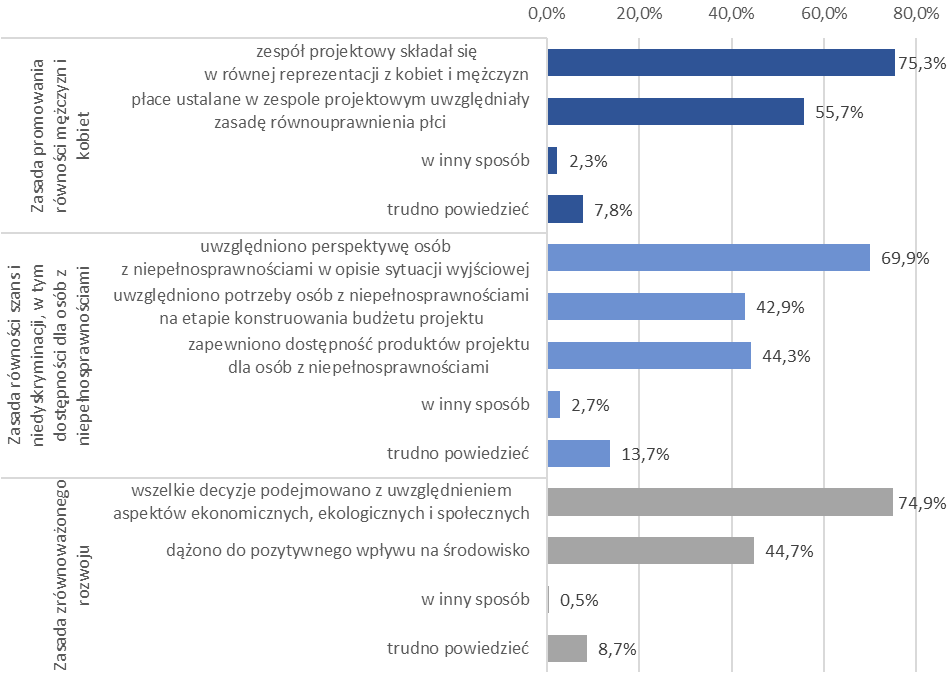 0,0% 20,0% 40,0% 60,0% 80,0%
Zasada promowania
równości mężczyzn i
kobiet
zespół projektowy składał się
w równej reprezentacji z kobiet i mężczyzn
75,3%
płace ustalane w zespole projektowym uwzględniały
zasadę równouprawnienia płci
55,7%
w inny sposób
2,3%
trudno powiedzieć
7,8%
Zasada równości szans i
niedyskryminacji, w tym
dostępności dla osób z
niepełnosprawnościami
uwzględniono perspektywę osób
z niepełnosprawnościami w opisie sytuacji wyjściowej
69,9%
uwzględniono potrzeby osób z niepełnosprawnościami
na etapie konstruowania budżetu projektu
42,9%
zapewniono dostępność produktów projektu
dla osób z niepełnosprawnościami
44,3%
w inny sposób
2,7%
trudno powiedzieć
13,7%
Zasada zrównoważonego
rozwoju
wszelkie decyzje podejmowano z uwzględnieniem
aspektów ekonomicznych, ekologicznych i społecznych
74,9%
dążono do pozytywnego wpływu na środowisko
44,7%
w inny sposób
0,5%
trudno powiedzieć
8,7%